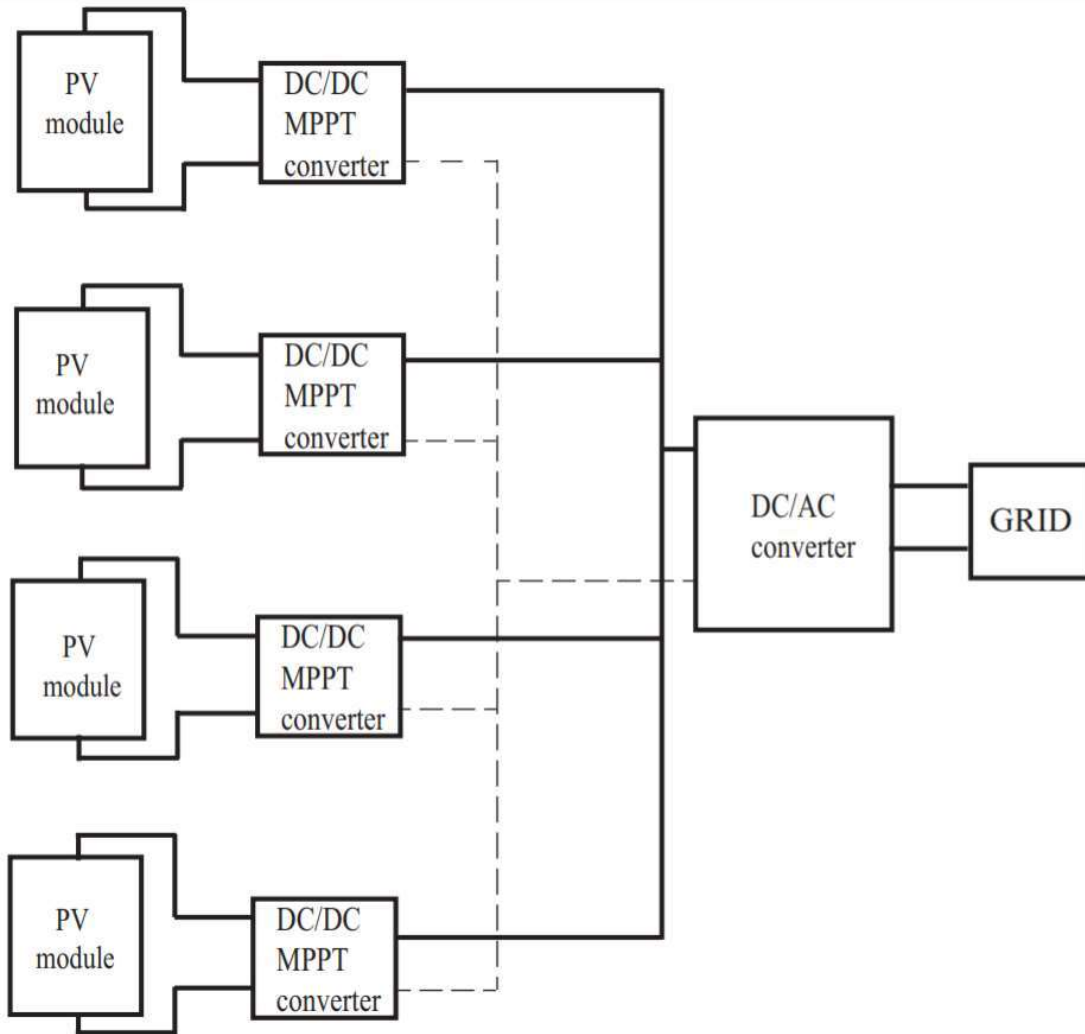 PV
module
DC/DC
MPPT
converter
PV
module
DC/DC
MPPT
converter
DC/AC
converter
GRID
PV
module
DC/DC
MPPT
converter
PV
module
DC/DC
MPPT
converter